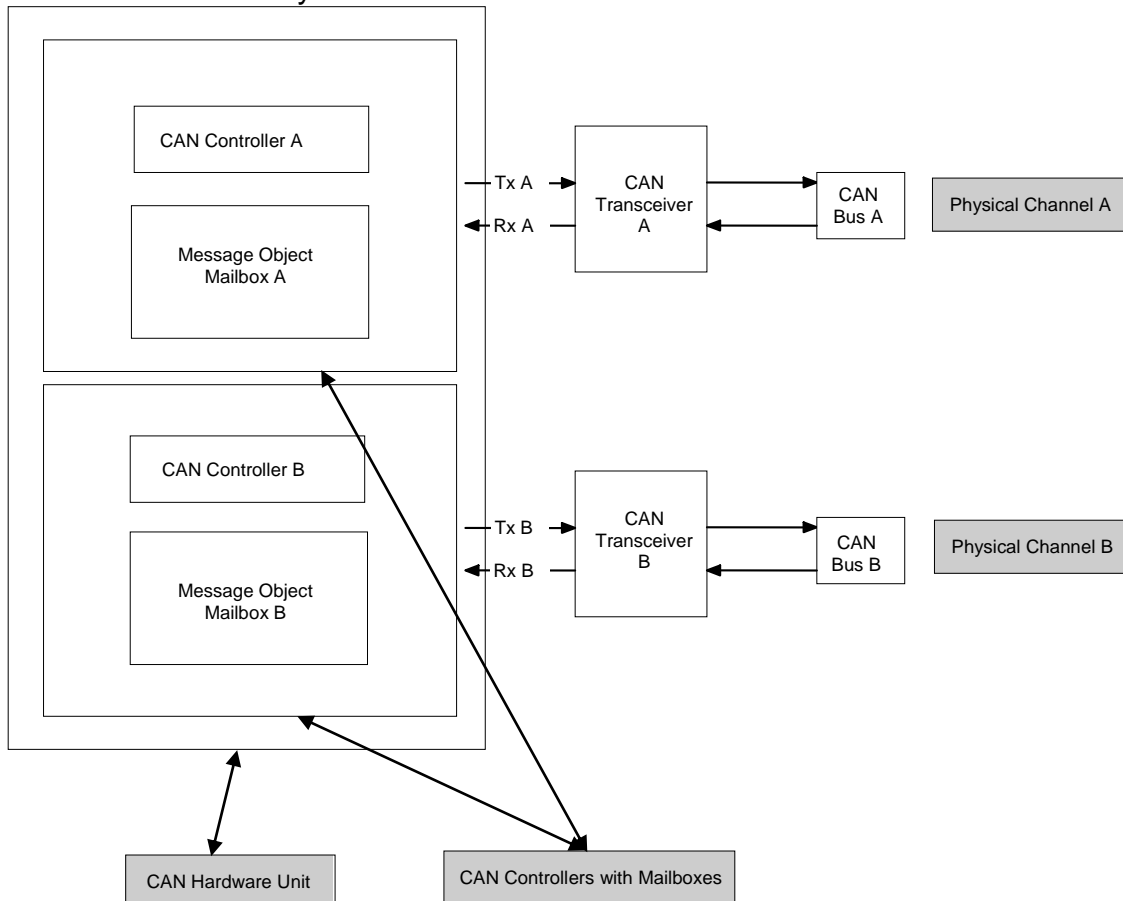 CAN Controller A
Message Object
Mailbox A
Tx A
Rx A
CAN
Transceiver
A
CAN
Bus A
Physical Channel A
CAN Controller B
Message Object
Mailbox B
Tx B
Rx B
CAN
Transceiver
B
CAN
Bus B
Physical Channel B
CAN Hardware Unit
CAN Controllers with Mailboxes